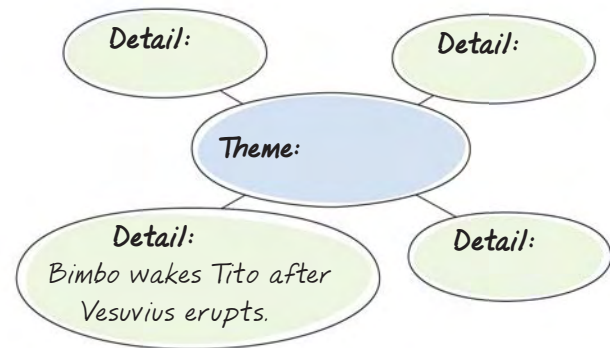 Detail:
Detail:
Theme:
Detail:
Bimbo wakes Tito after
Vesuvius erupts.
Detail: